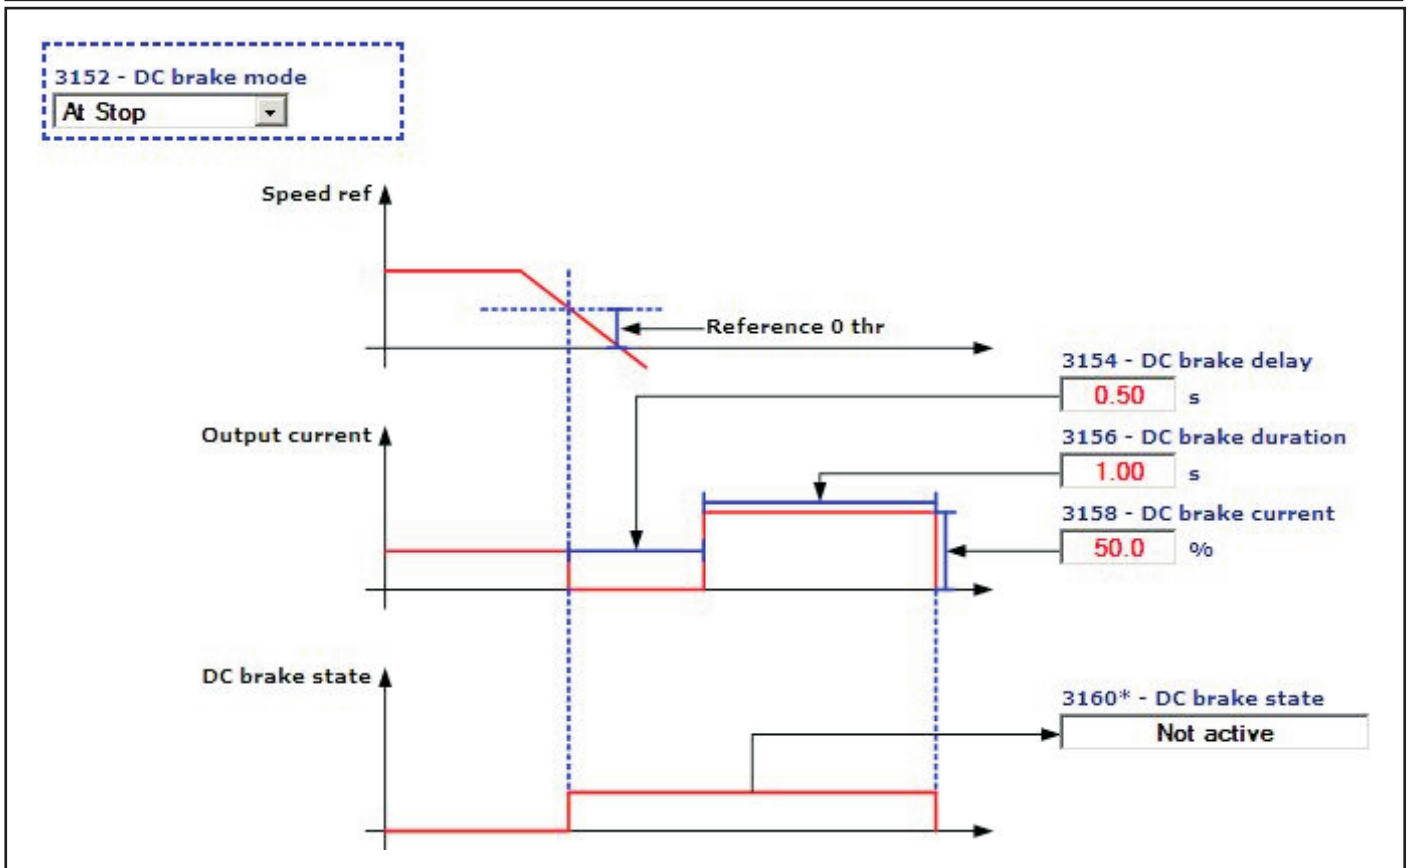 3152 - DC brake mode
At Stop
Speed ref
Reference 0 thr
3154 - DC brake delay
0.50 s
Output current
3156 - DC brake duration
1.00 s
3158 - DC brake current
50.0 %
DC brake state
3160* - DC brake state
Not active